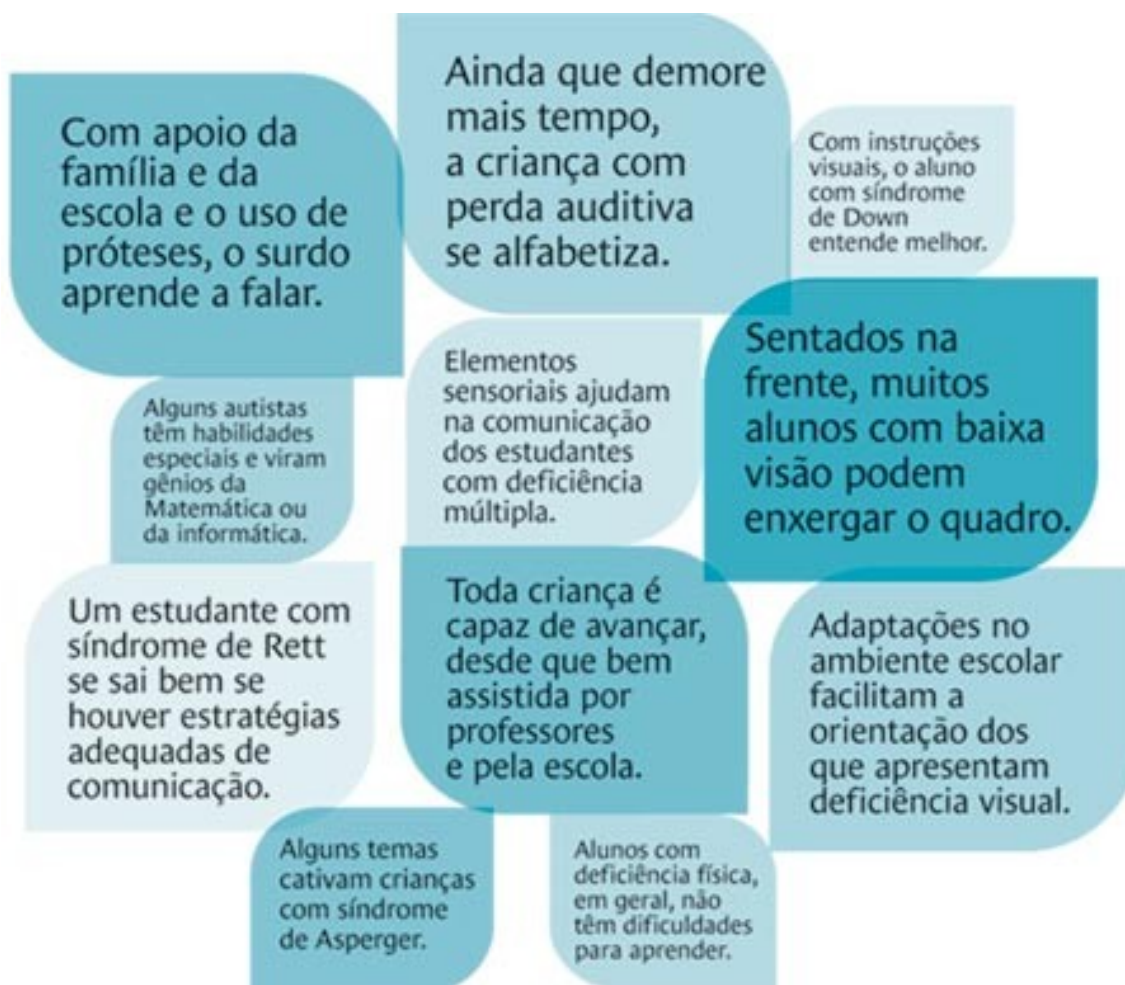 Com apoio da
família e da
escola e o uso de
próteses, o surdo
aprende a falar.
Ainda que demore
mais tempo,
a criança com
perda auditiva
se alfabetiza.
Com instruções
visuais, o aluno
com síndrome
de Down
entende melhor.
Alguns autistas
têm habilidades
especiais e viram
gênios da
Matemática ou
da informática.
Elementos
sensoriais ajudam
na comunicação
dos estudantes
com deficiência
múltipla.
Sentados na
frente, muitos
alunos com baixa
visão podem
enxergar o quadro.
Um estudante com
síndrome de Rett
se sai bem se
houver estratégias
adequadas de
comunicação.
Toda criança é
capaz de avançar,
desde que bem
assistida por
professores
e pela escola.
Adaptações no
ambiente escolar
facilitam a
orientação dos
que apresentam
deficiência visual.
Alguns temas
cativam crianças
com síndrome
de Asperger.
Alunos com
deficiência física,
em geral, não
têm dificuldades
para aprender.